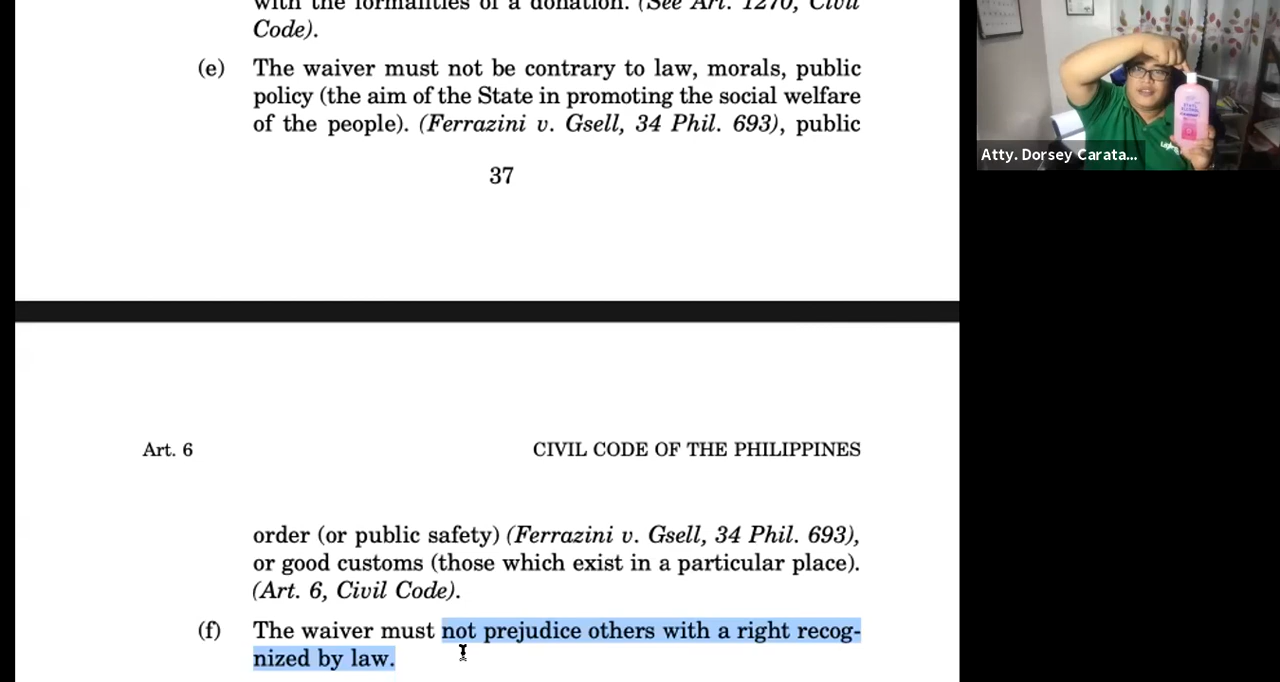 with the formalities of a donation. (See Art. 1270, Civil
Code).
(e) The waiver must not be contrary to law, morals, public
policy (the aim of the State in promoting the social welfare
of the people). (Ferrazini v. Gsell, 34 Phil. 693), public
37
Art. 6 CIVIL CODE OF THE PHILIPPINES
order (or public safety) (Ferrazini v. Gsell, 34 Phil. 693),
or good customs (those which exist in a particular place).
(Art. 6, Civil Code).
(f) The waiver must not prejudice others with a right recog-
nized by law.
Atty. Dorsey Carata...